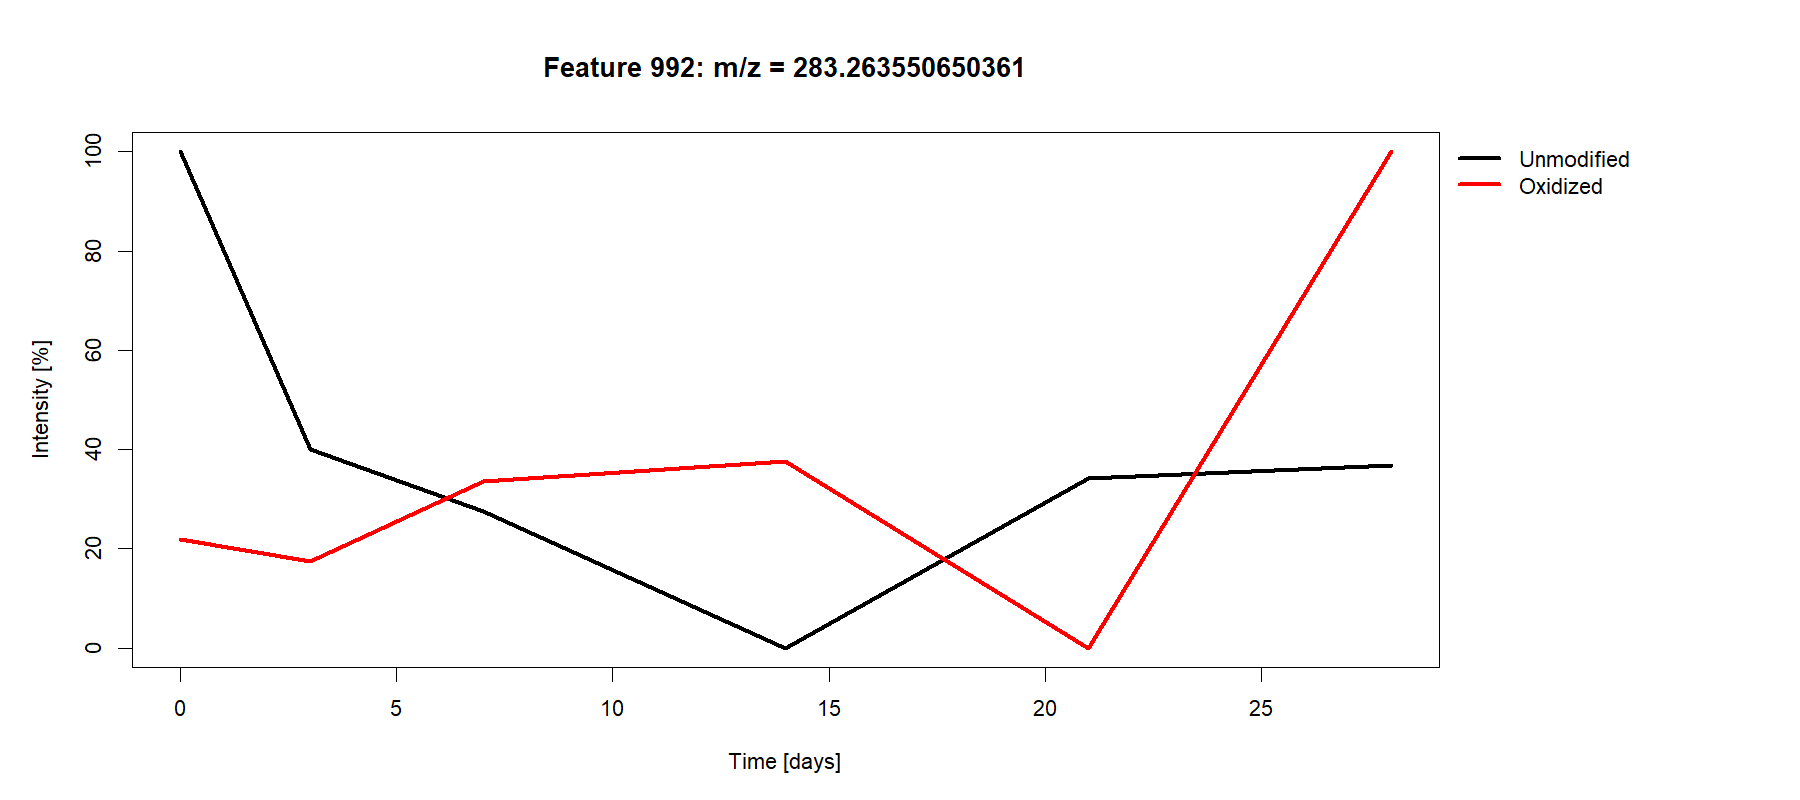 Feature 992: m/z = 283.263550650361
Intensity [%]
100
80
60
40
20
0
0 5 10 15 20 25
Time [days]
Unmodified
Oxidized